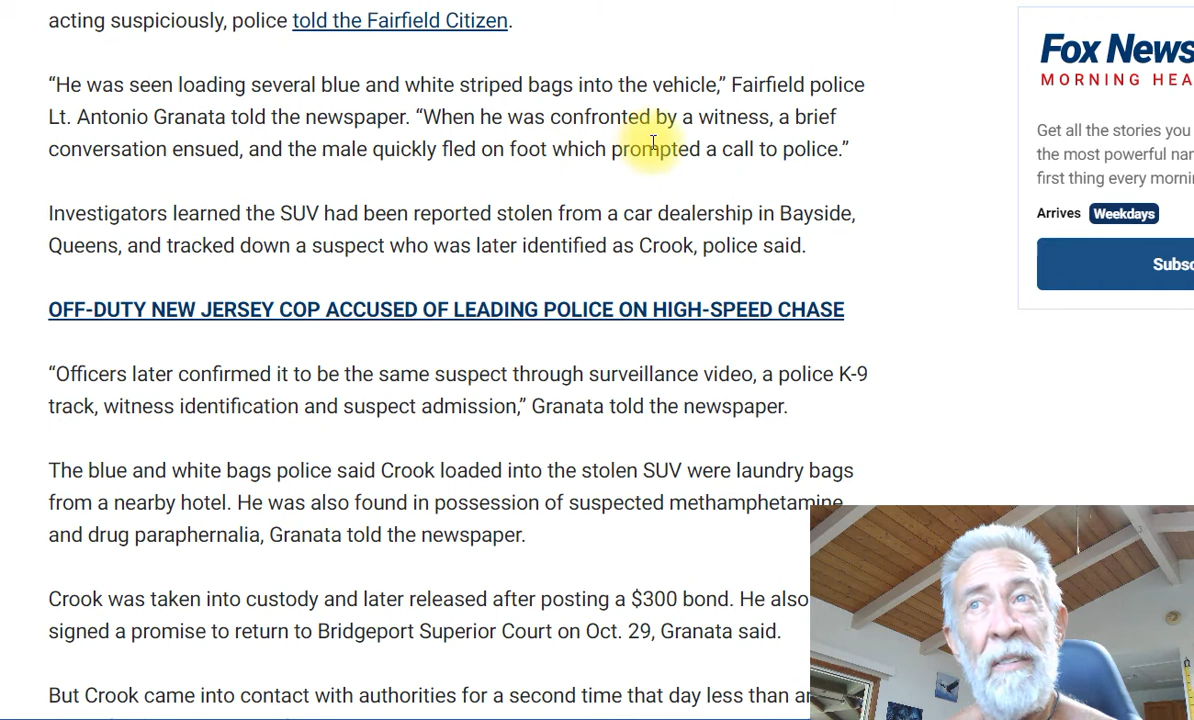 acting suspiciously, police told the Fairfield Citizen.
“He was seen loading several blue and white striped bags into the vehicle,” Fairfield police
Lt. Antonio Granata told the newspaper. “When he was confronted by a witness, a brief
conversation ensued, and the male quickly fled on foot which prompted a call to police.”
Investigators learned the SUV had been reported stolen from a car dealership in Bayside,
Queens, and tracked down a suspect who was later identified as Crook, police said.
OFF-DUTY NEW JERSEY COP ACCUSED OF LEADING POLICE ON HIGH-SPEED CHASE
“Officers later confirmed it to be the same suspect through surveillance video, a police K-9
track, witness identification and suspect admission,” Granata told the newspaper.
The blue and white bags police said Crook loaded into the stolen SUV were laundry bags
from a nearby hotel. He was also found in possession of suspected methamphetamine
and drug paraphernalia, Granata told the newspaper.
Crook was taken into custody and later released after posting a $300 bond. He also
signed a promise to return to Bridgeport Superior Court on Oct. 29, Granata said.
But Crook came into contact with authorities for a second time that day less than
Fox News
MORNING HEA
Get all the stories you
the most powerful
first thing every
Arrives Weekdays